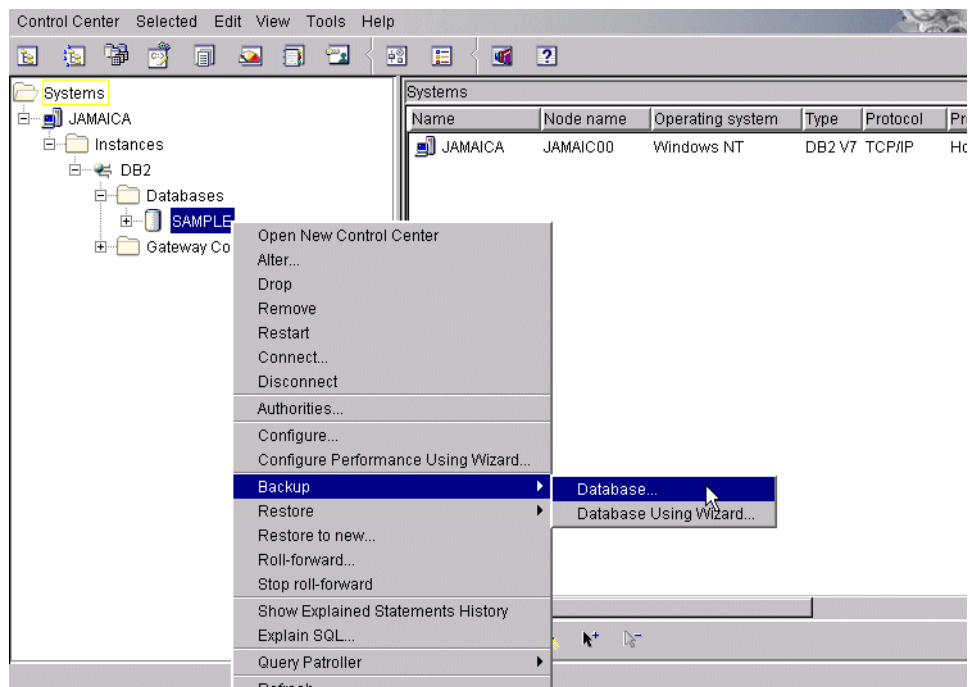 Control Center Selected Edit View Tools Help
Systems
JAMAICA
Instances
DB2
Databases
SAMPLE
Gateway Co
Systems
Name Node name Operating system Type Protocol Pr
JAMAICA JAMAIC00 Windows NT DB2 V7 TCP/IP Ho
Open New Control Center
Alter...
Drop
Remove
Restart
Connect...
Disconnect
Authorities...
Configure...
Configure Performance Using Wizard...
Backup
Restore
Restore to new...
Roll-forward...
Stop roll-forward
Show Explained Statements History
Explain SQL...
Query Patroller
Refresh
Database...
Database Using Wizard...